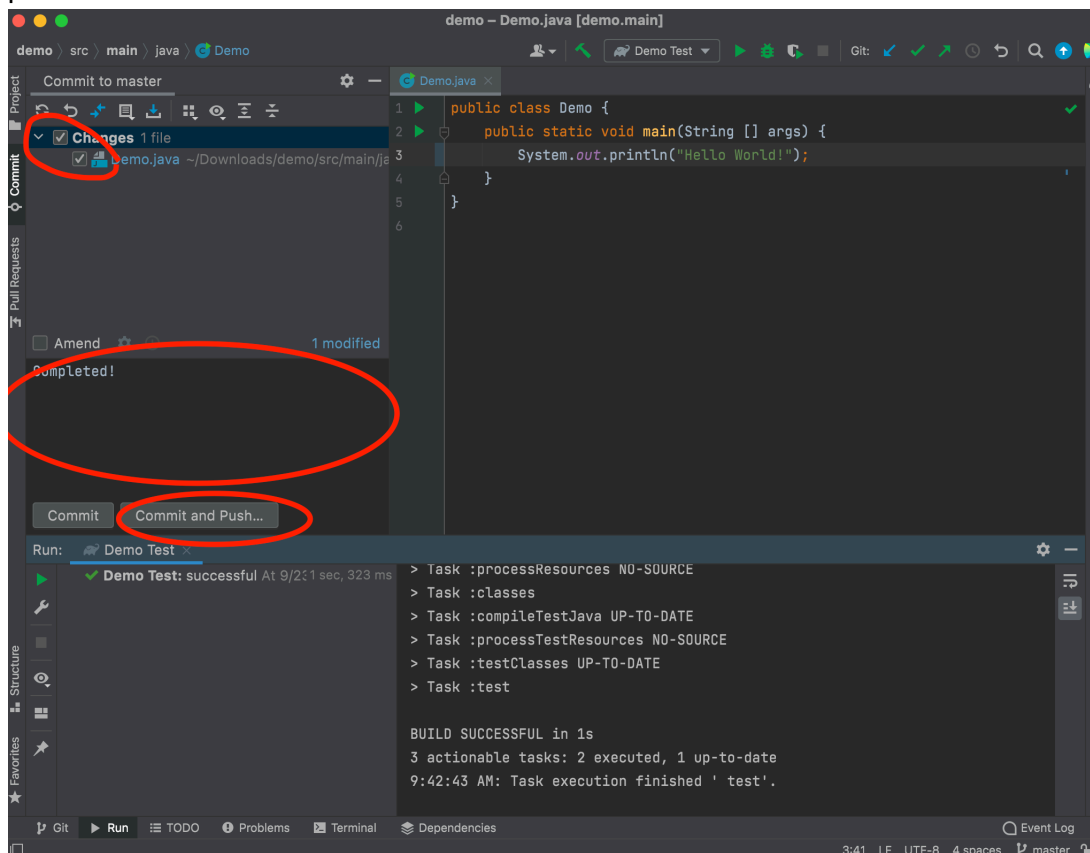 demo – Demo.java [demo.main]
demo 〉 src 〉 main 〉 java 〉 Demo
Demo Test
Git:
Project
Commit
Pull Requests
Commit to master
Changes 1 file
Demo.java ~/Downloads/demo/src/main/ja
Amend
1 modified
Completed!
Commit
Commit and Push...
Demo.java
1 public class Demo {
2 public static void main(String [] args) {
3 System.out.println("Hello World!");
4 }
5 }
6
Run: Demo Test
Demo Test: successful At 9/23 1 sec, 323 ms
> Task :processResources NO-SOURCE
> Task :classes
> Task :compileTestJava UP-TO-DATE
> Task :processTestResources NO-SOURCE
> Task :testClasses UP-TO-DATE
> Task :test
BUILD SUCCESSFUL in 1s
3 actionable tasks: 2 executed, 1 up-to-date
9:42:43 AM: Task execution finished ' test'.
Structure
Favorites
Git Run TODO Problems Terminal Dependencies Event Log
3:41 LF UTF-8 4 spaces master